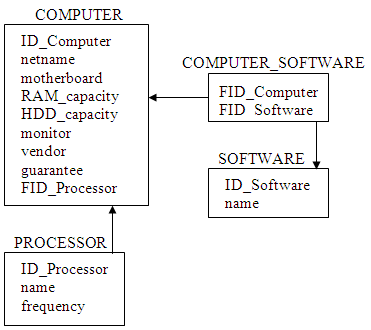 COMPUTER
ID_Computer
netname
motherboard
RAM_capacity
HDD_capacity
monitor
vendor
guarantee
FID_Processor
COMPUTER_SOFTWARE
FID_Computer
FID_Software
SOFTWARE
ID_Software
name
PROCESSOR
ID_Processor
name
frequency